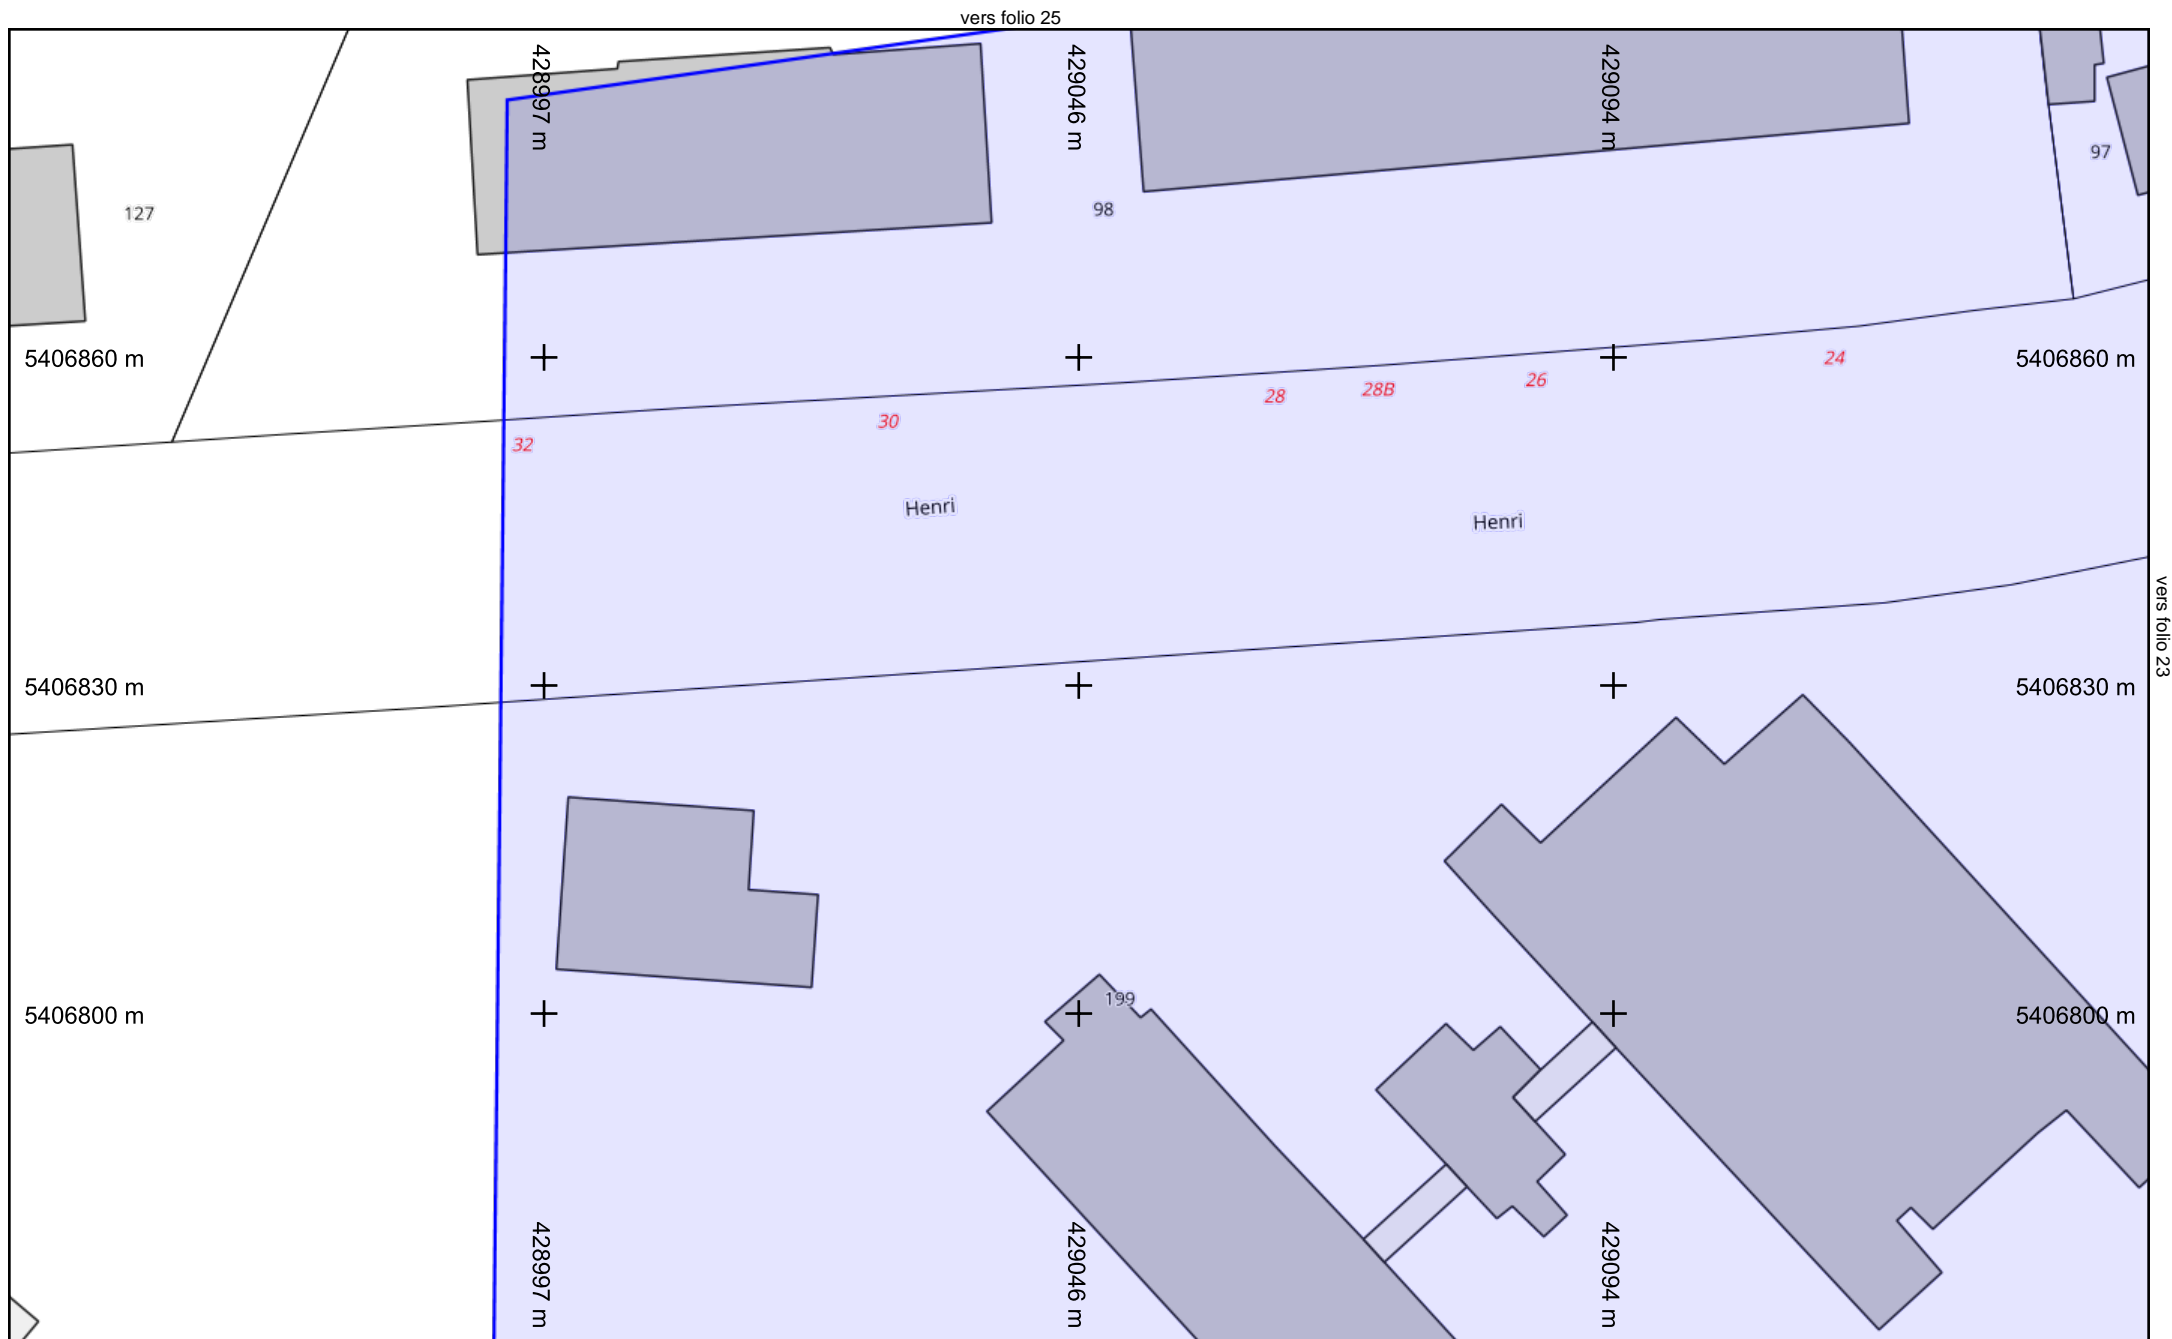 vers folio 25
428997 m
429046 m
429094 m
97
127
98
5406860 m
5406860 m
24
26
28B
28
30
32
Henri
Henri
vers folio 23
5406830 m
5406830 m
199
5406800 m
5406800 m
428997 m
429046 m
429094 m